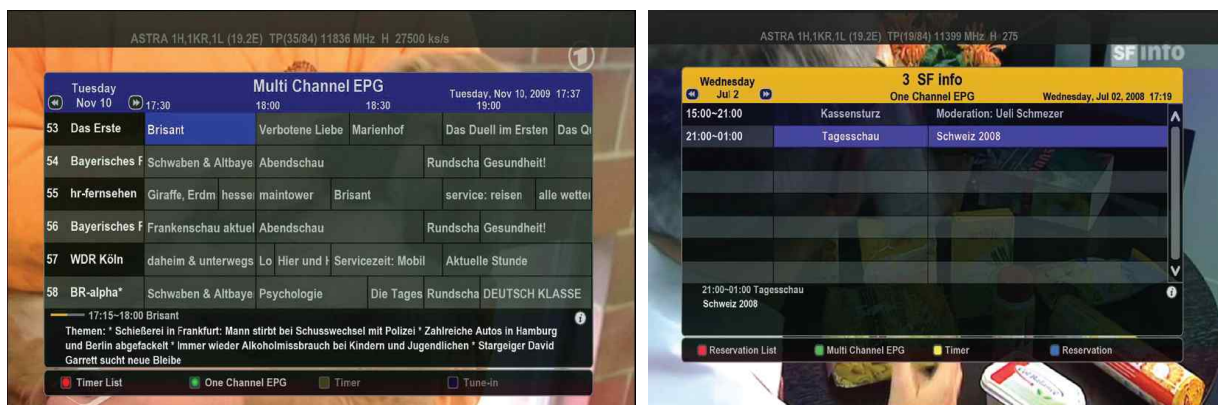 ASTRA 1H,1KR,1L (19.2E) TP(35/84) 11836 MHz H 27500 ks/s
1
Tuesday
Nov 10
Multi Channel EPG
Tuesday, Nov 10, 2009 17:37
17:30 18:00 18:30 19:00
53 Das Erste Brisant Verbotene Liebe Marienhof Das Duell im Ersten Das Qu
54 Bayerisches F Schwaben & Altbaye Abendschau Rundscha Gesundheit!
55 hr-fernsehen Giraffe, Erdm hesse maintower Brisant service: reisen alle wetter
56 Bayerisches F Frankenschau aktuel Abendschau Rundscha Gesundheit!
57 WDR Köln daheim & unterwegs Lo Hier und H Servicezeit: Mobil Aktuelle Stunde
58 BR-alpha* Schwaben & Altbaye Psychologie Die Tages Rundscha DEUTSCH KLASSE
17:15~18:00 Brisant
Themen: * Schießerei in Frankfurt: Mann stirbt bei Schusswechsel mit Polizei * Zahlreiche Autos in Hamburg
und Berlin abgefackelt * Immer wieder Alkoholmissbrauch bei Kindern und Jugendlichen * Stargeiger David
Garrett sucht neue Bleibe
Timer List One Channel EPG Timer Tune-in
ASTRA 1H,1KR,1L (19.2E) TP(19/84) 11399 MHz H 275
SF info
Wednesday
Jul 2
3 SF info
One Channel EPG
Wednesday, Jul 02, 2008 17:19
15:00~21:00 Kassensturz Moderation: Ueli Schmezer
21:00~01:00 Tagesschau Schweiz 2008
21:00~01:00 Tagesschau
Schweiz 2008
Reservation List Multi Channel EPG Timer Reservation